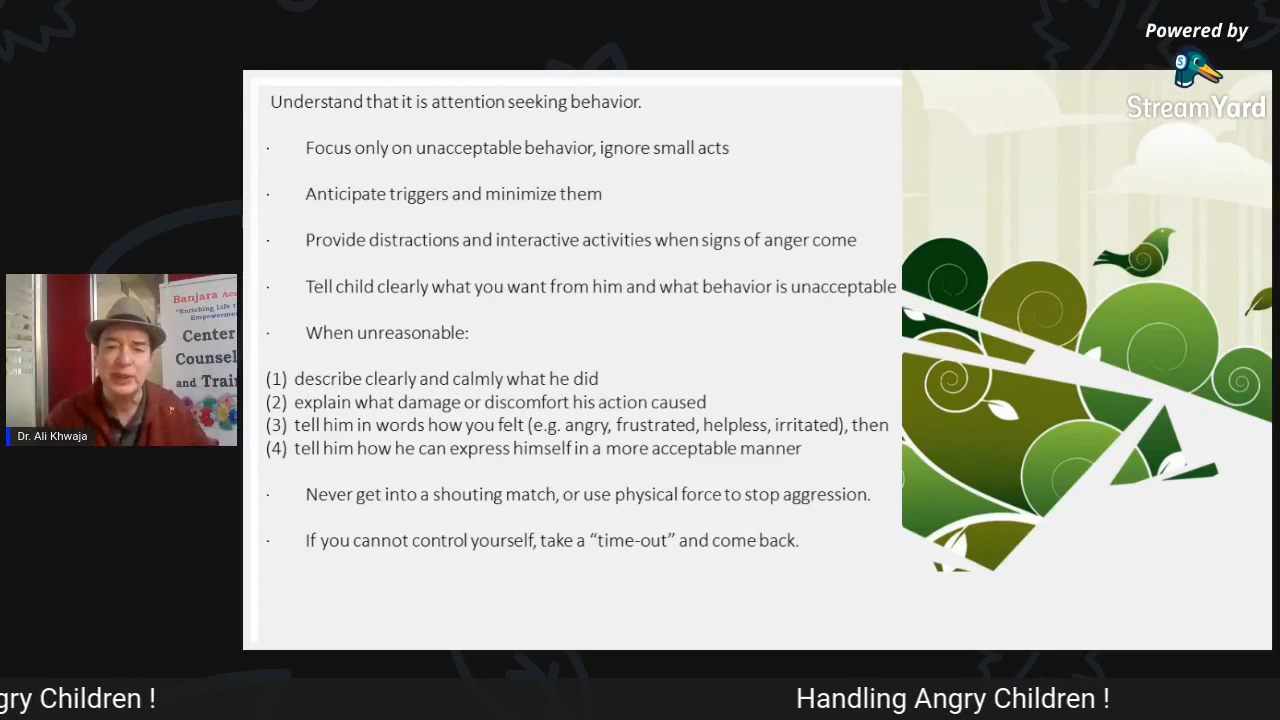 Powered by
StreamYard
Understand that it is attention seeking behavior.
· Focus only on unacceptable behavior, ignore small acts
· Anticipate triggers and minimize them
· Provide distractions and interactive activities when signs of anger come
· Tell child clearly what you want from him and what behavior is unacceptable
· When unreasonable:
(1) describe clearly and calmly what he did
(2) explain what damage or discomfort his action caused
(3) tell him in words how you felt (e.g. angry, frustrated, helpless, irritated), then
(4) tell him how he can express himself in a more acceptable manner
· Never get into a shouting match, or use physical force to stop aggression.
· If you cannot control yourself, take a “time-out” and come back.
Banjara Aca
"Enriching Life t
Empowerme
Center
Counsel
and Train
Dr. Ali Khwaja
gry Children !
Handling Angry Children !